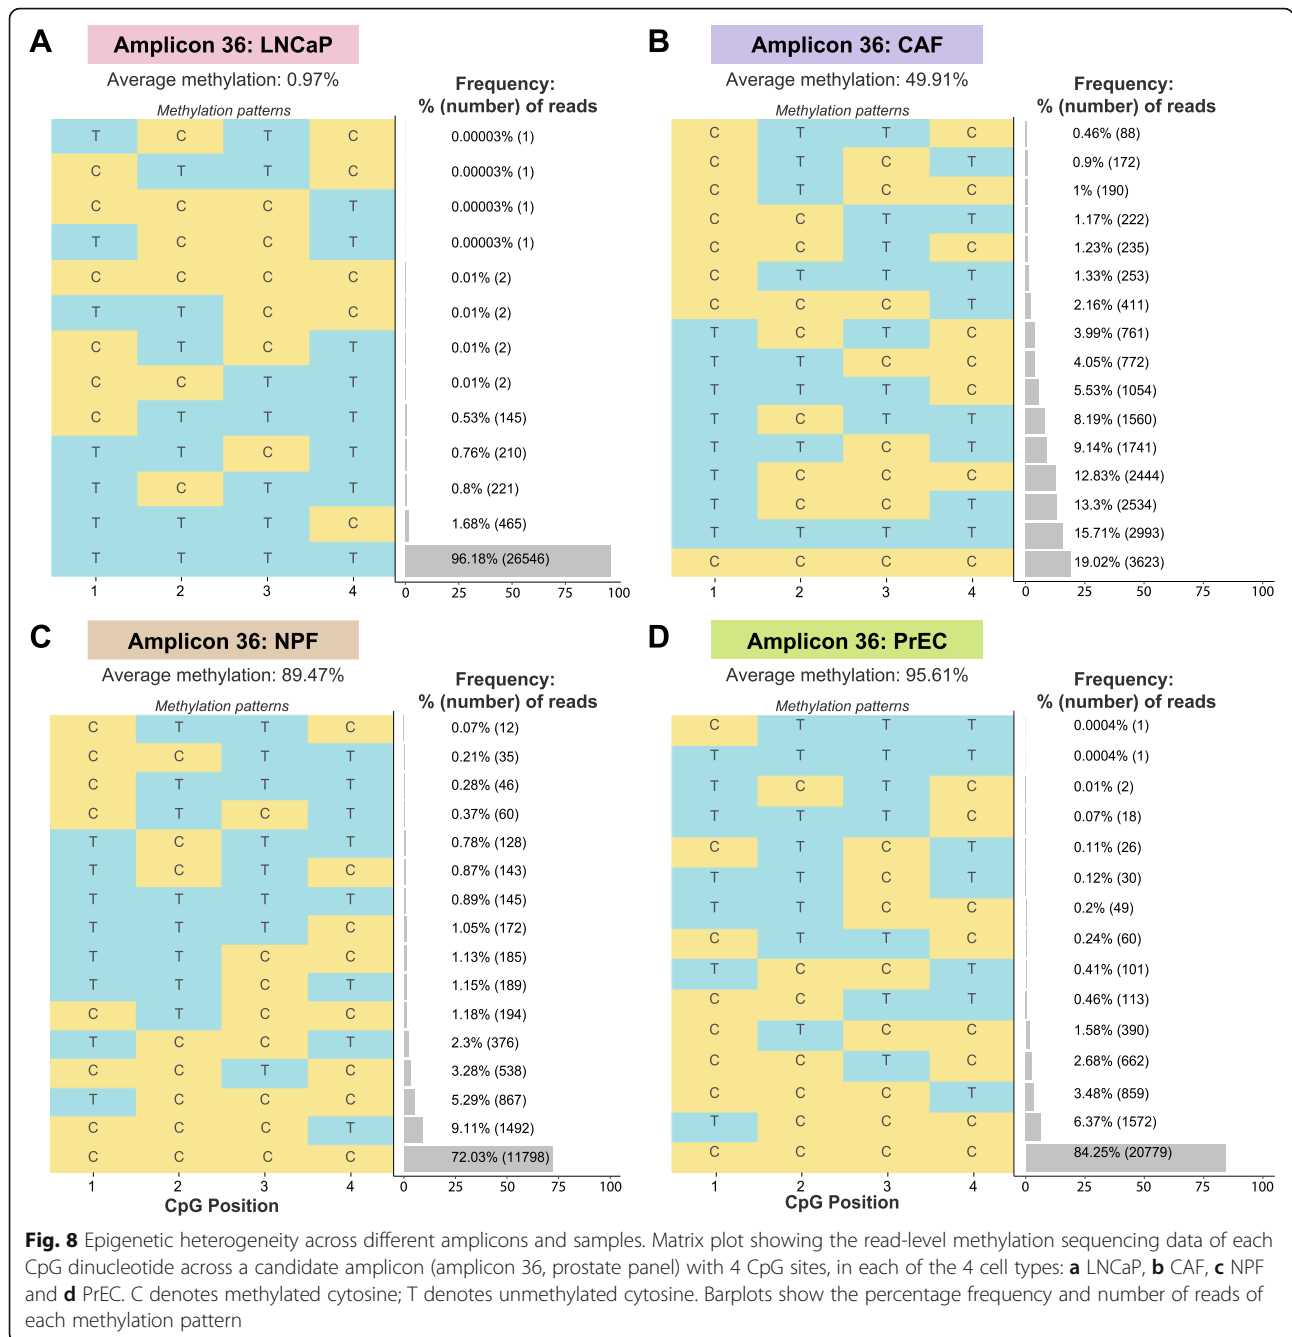 A
Amplicon 36: LNCaP
Average methylation: 0.97%
Methylation patterns
Frequency:
% (number) of reads
T C T C 0.00003% (1)
C T T C 0.00003% (1)
C C C T 0.00003% (1)
T C C T 0.00003% (1)
C C C C 0.01% (2)
T T C C 0.01% (2)
C T C T 0.01% (2)
C C T T 0.01% (2)
C T T T 0.53% (145)
T T C T 0.76% (210)
T C T T 0.8% (221)
T T T C 1.68% (465)
T T T T 96.18% (26546)
1 2 3 4 0 25 50 75 100
B
Amplicon 36: CAF
Average methylation: 49.91%
Methylation patterns
Frequency:
% (number) of reads
C T T C 0.46% (88)
C T C T 0.9% (172)
C T C C 1% (190)
C C T T 1.17% (222)
C C T C 1.23% (235)
C T T T 1.33% (253)
C C C T 2.16% (411)
T C T C 3.99% (761)
T T C C 4.05% (772)
T T T C 5.53% (1054)
T C T T 8.19% (1560)
T T C T 9.14% (1741)
T C C C 12.83% (2444)
T C C T 13.3% (2534)
T T T T 15.71% (2993)
C C C C 19.02% (3623)
1 2 3 4 0 25 50 75 100
C
Amplicon 36: NPF
Average methylation: 89.47%
Methylation patterns
Frequency:
% (number) of reads
C T T C 0.07% (12)
C C T T 0.21% (35)
C T T T 0.28% (46)
C T C T 0.37% (60)
T C T T 0.78% (128)
T C T C 0.87% (143)
T T T T 0.89% (145)
T T T C 1.05% (172)
T T C C 1.13% (185)
T T C T 1.15% (189)
C T C C 1.18% (194)
T C C T 2.3% (376)
C C T C 3.28% (538)
T C C C 5.29% (867)
C C C T 9.11% (1492)
C C C C 72.03% (11798)
1 2 3 4 0 25 50 75 100
CpG Position
D
Amplicon 36: PrEC
Average methylation: 95.61%
Methylation patterns
Frequency:
% (number) of reads
C T T T 0.0004% (1)
T T T T 0.0004% (1)
T C T C 0.01% (2)
T T T C 0.07% (18)
C T C T 0.11% (26)
T T C T 0.12% (30)
T T C C 0.2% (49)
C T T C 0.24% (60)
T C C T 0.41% (101)
C C T T 0.46% (113)
C T C C 1.58% (390)
C C T C 2.68% (662)
C C C T 3.48% (859)
T C C C 6.37% (1572)
C C C C 84.25% (20779)
1 2 3 4 0 25 50 75 100
CpG Position
Fig. 8 Epigenetic heterogeneity across different amplicons and samples. Matrix plot showing the read-level methylation sequencing data of each
CpG dinucleotide across a candidate amplicon (amplicon 36, prostate panel) with 4 CpG sites, in each of the 4 cell types: a LNCaP, b CAF, c NPF
and d PrEC. C denotes methylated cytosine; T denotes unmethylated cytosine. Barplots show the percentage frequency and number of reads of
each methylation pattern